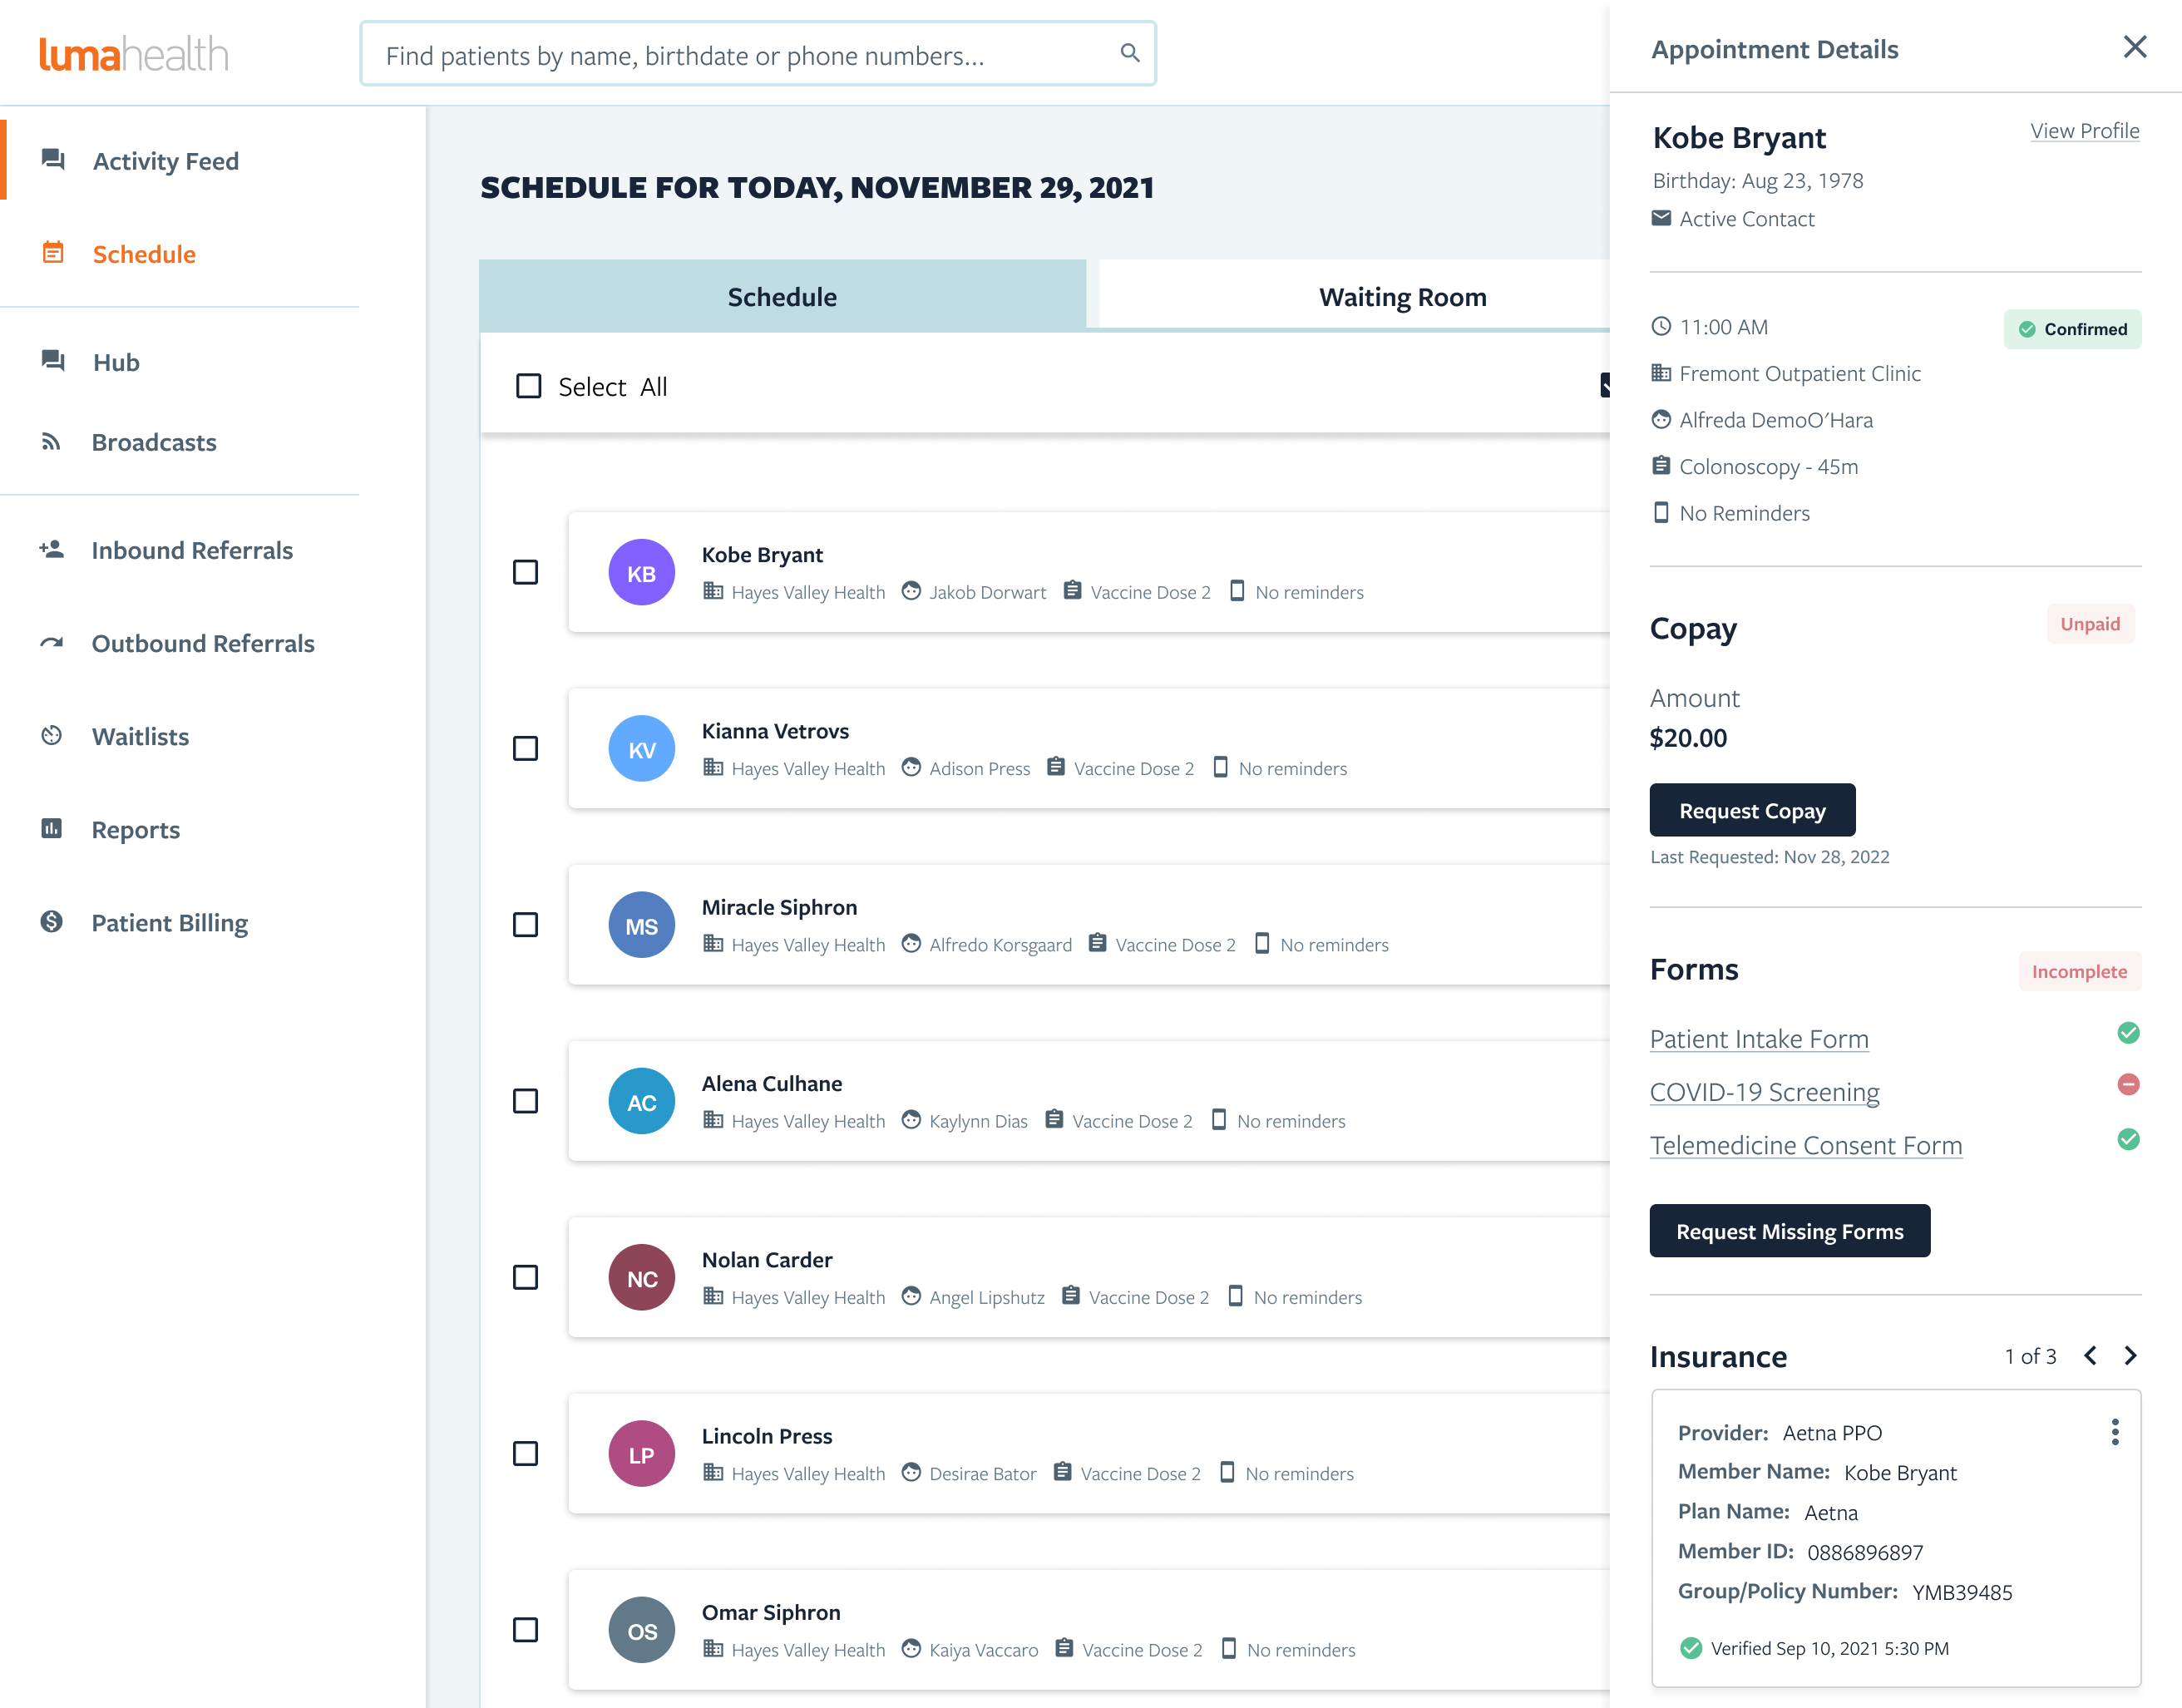 lumahealth
Find patients by name, birthdate or phone numbers...
Activity Feed
Schedule
Hub
Broadcasts
Inbound Referrals
Outbound Referrals
Waitlists
Reports
Patient Billing
SCHEDULE FOR TODAY, NOVEMBER 29, 2021
Schedule
Waiting Room
Select All
KB
Kobe Bryant
Hayes Valley Health Jakob Dorwart Vaccine Dose 2 No reminders
KV
Kianna Vetrovs
Hayes Valley Health Adison Press Vaccine Dose 2 No reminders
MS
Miracle Siphron
Hayes Valley Health Alfredo Korsgaard Vaccine Dose 2 No reminders
AC
Alena Culhane
Hayes Valley Health Kaylynn Dias Vaccine Dose 2 No reminders
NC
Nolan Carder
Hayes Valley Health Angel Lipshutz Vaccine Dose 2 No reminders
LP
Lincoln Press
Hayes Valley Health Desirae Bator Vaccine Dose 2 No reminders
OS
Omar Siphron
Hayes Valley Health Kaiya Vaccaro Vaccine Dose 2 No reminders
Appointment Details
Kobe Bryant
View Profile
Birthday: Aug 23, 1978
Active Contact
11:00 AM
Confirmed
Fremont Outpatient Clinic
Alfreda DemoO'Hara
Colonoscopy - 45m
No Reminders
Copay
Unpaid
Amount
$20.00
Request Copay
Last Requested: Nov 28, 2022
Forms
Incomplete
Patient Intake Form
COVID-19 Screening
Telemedicine Consent Form
Request Missing Forms
Insurance
1 of 3
Provider: Aetna PPO
Member Name: Kobe Bryant
Plan Name: Aetna
Member ID: 0886896897
Group/Policy Number: YMB39485
Verified Sep 10, 2021 5:30 PM